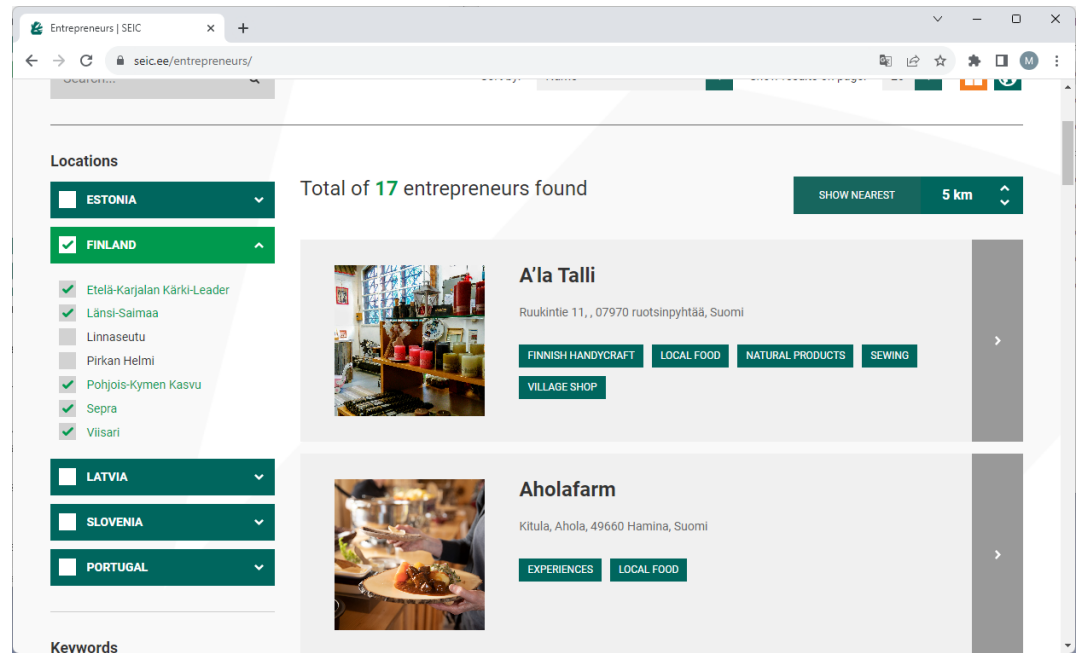 Entrepreneurs | SEIC
seic.ee/entrepreneurs/
M
Search...
Name
Locations
ESTONIA
FINLAND
Etelä-Karjalan Kärki-Leader
Länsi-Saimaa
Linnaseutu
Pirkan Helmi
Pohjois-Kymen Kasvu
Sepra
Viisari
LATVIA
SLOVENIA
PORTUGAL
Keywords
Total of 17 entrepreneurs found
SHOW NEAREST 5 km
A'la Talli
Ruukintie 11, , 07970 ruotsinpyhtää, Suomi
FINNISH HANDYCRAFT LOCAL FOOD NATURAL PRODUCTS SEWING
VILLAGE SHOP
Aholafarm
Kitula, Ahola, 49660 Hamina, Suomi
EXPERIENCES LOCAL FOOD